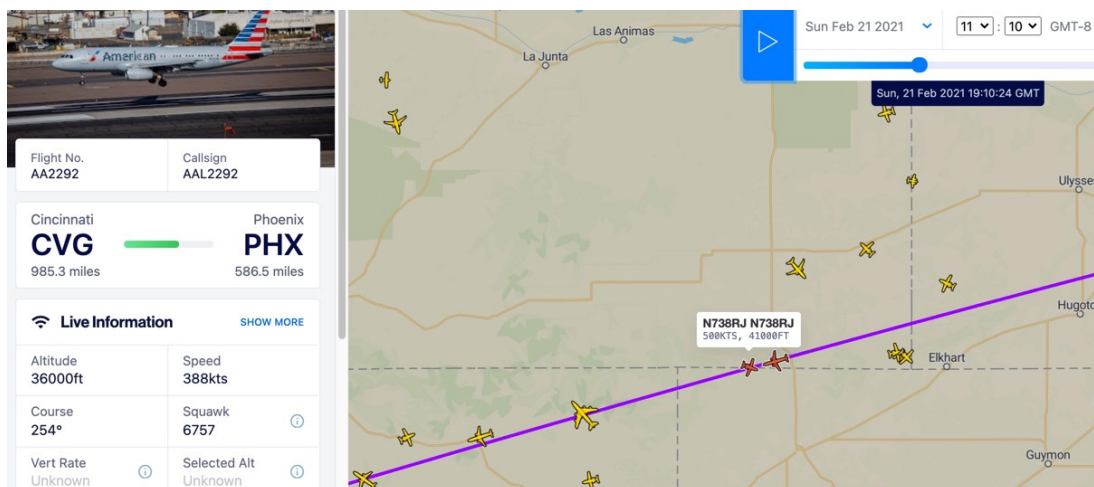 American
Flight No.
AA2292
Callsign
AAL2292
Cincinnati
CVG
985.3 miles
Phoenix
PHX
586.5 miles
Live Information
SHOW MORE
Altitude
36000ft
Speed
388kts
Course
254°
Squawk
6757
Vert Rate
Unknown
Selected Alt
Unknown
Sun Feb 21 2021
11 : 10 GMT-8
Sun, 21 Feb 2021 19:10:24 GMT
Las Animas
La Junta
Ulysse
Hugoto
N738RJ N738RJ
500KTS, 41000FT
Elkhart
Guymon